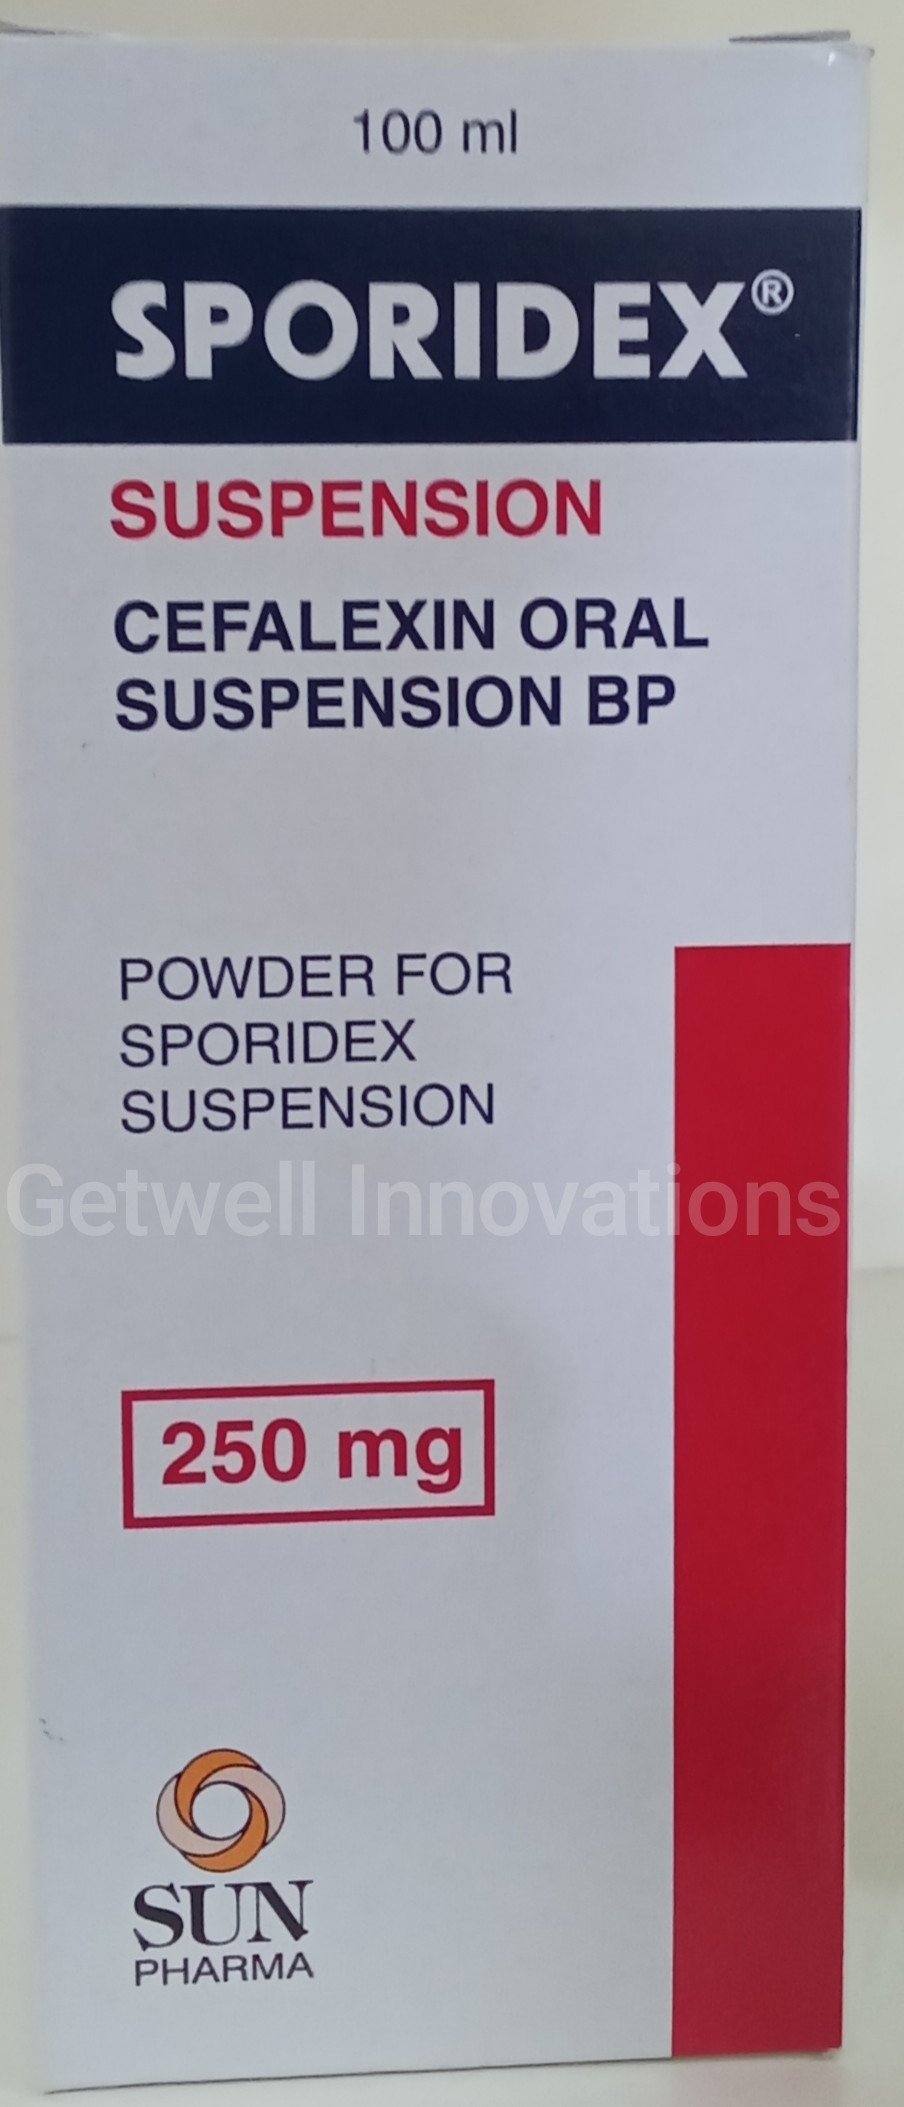 100 ml
SPORIDEX®
SUSPENSION
CEFALEXIN ORAL
SUSPENSION BP
POWDER FOR
SPORIDEX
SUSPENSION
Getwell Innovations
250 mg
SUN
PHARMA